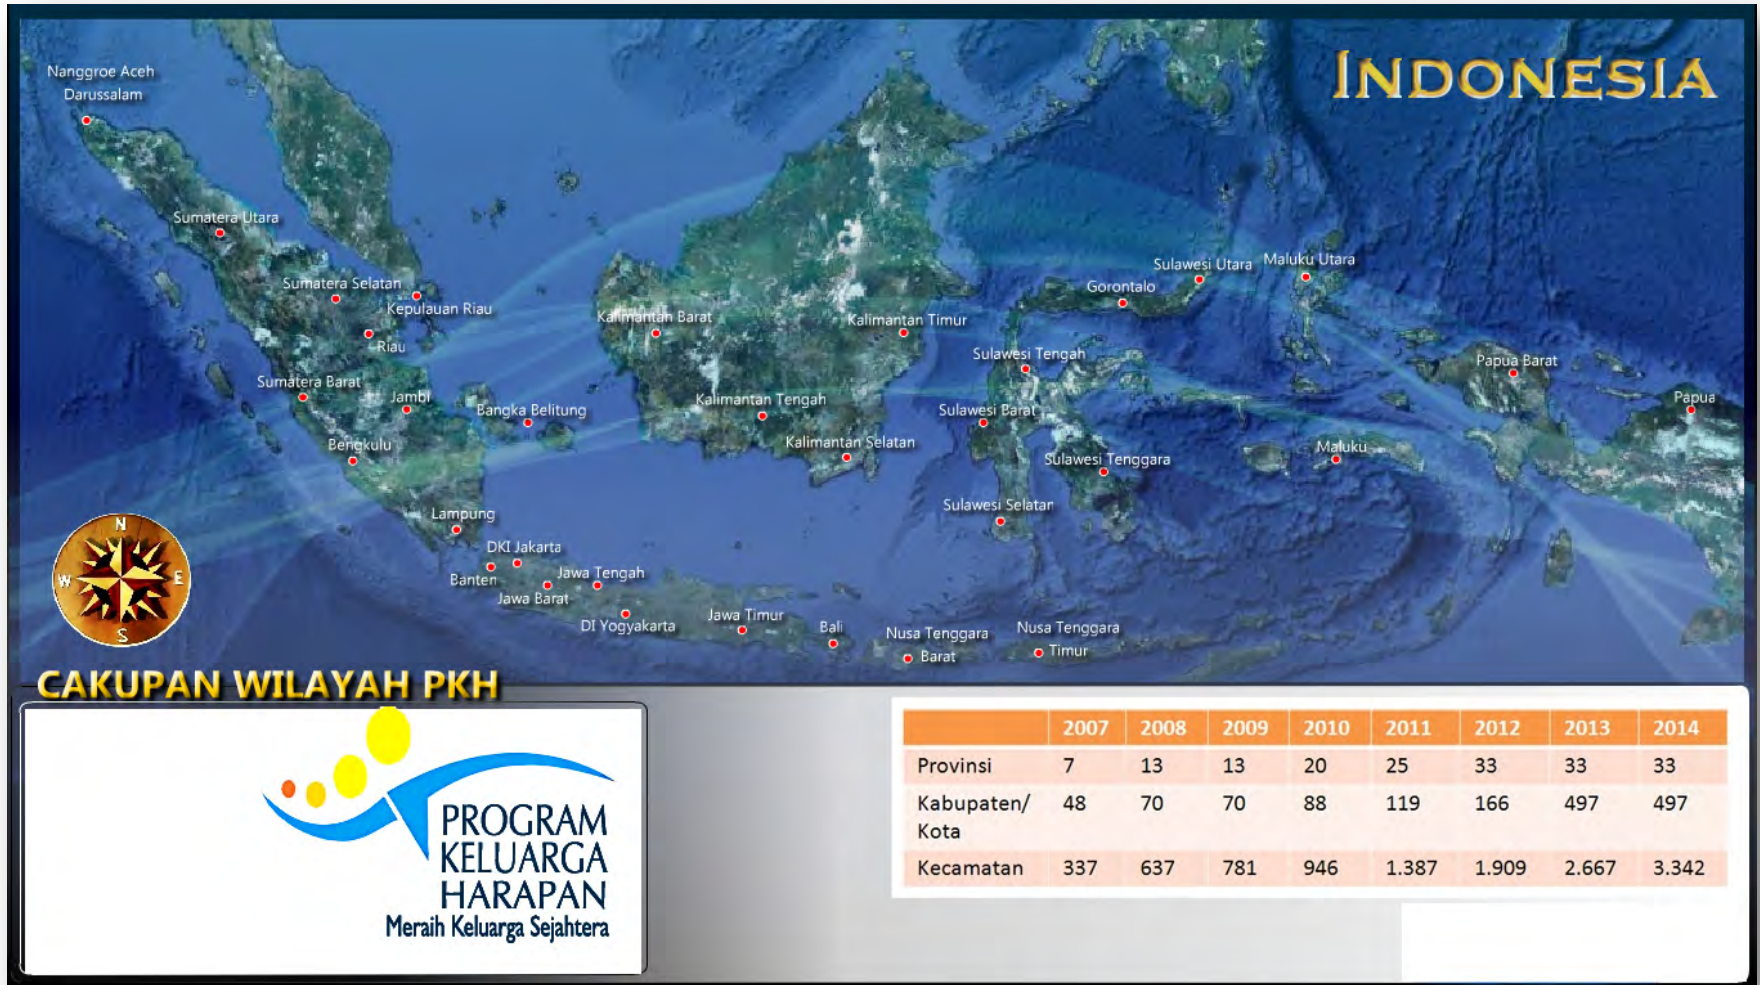 INDONESIA
Nanggroe Aceh
Darussalam
Sumatera Utara
Sumatera Selatan
Kepulauan Riau
Riau
Sumatera Barat
Jambi
Bangka Belitung
Bengkulu
Lampung
Kalimantan Barat
Kalimantan Timur
Kalimantan Tengah
Kalimantan Selatan
Sulawesi Utara
Maluku Utara
Gorontalo
Sulawesi Tengah
Sulawesi Barat
Sulawesi Tenggara
Sulawesi Selatan
Papua Barat
Papua
Maluku
DKI Jakarta
Banten
Jawa Tengah
Jawa Barat
DI Yogyakarta
Jawa Timur
Bali
Nusa Tenggara
Barat
Nusa Tenggara
Timur
N
W E
S
CAKUPAN WILAYAH PKH
PROGRAM
KELUARGA
HARAPAN
Meraih Keluarga Sejahtera
2007 2008 2009 2010 2011 2012 2013 2014
Provinsi 7 13 13 20 25 33 33 33
Kabupaten/ 48 70 70 88 119 166 497 497
Kota
Kecamatan 337 637 781 946 1.387 1.909 2.667 3.342